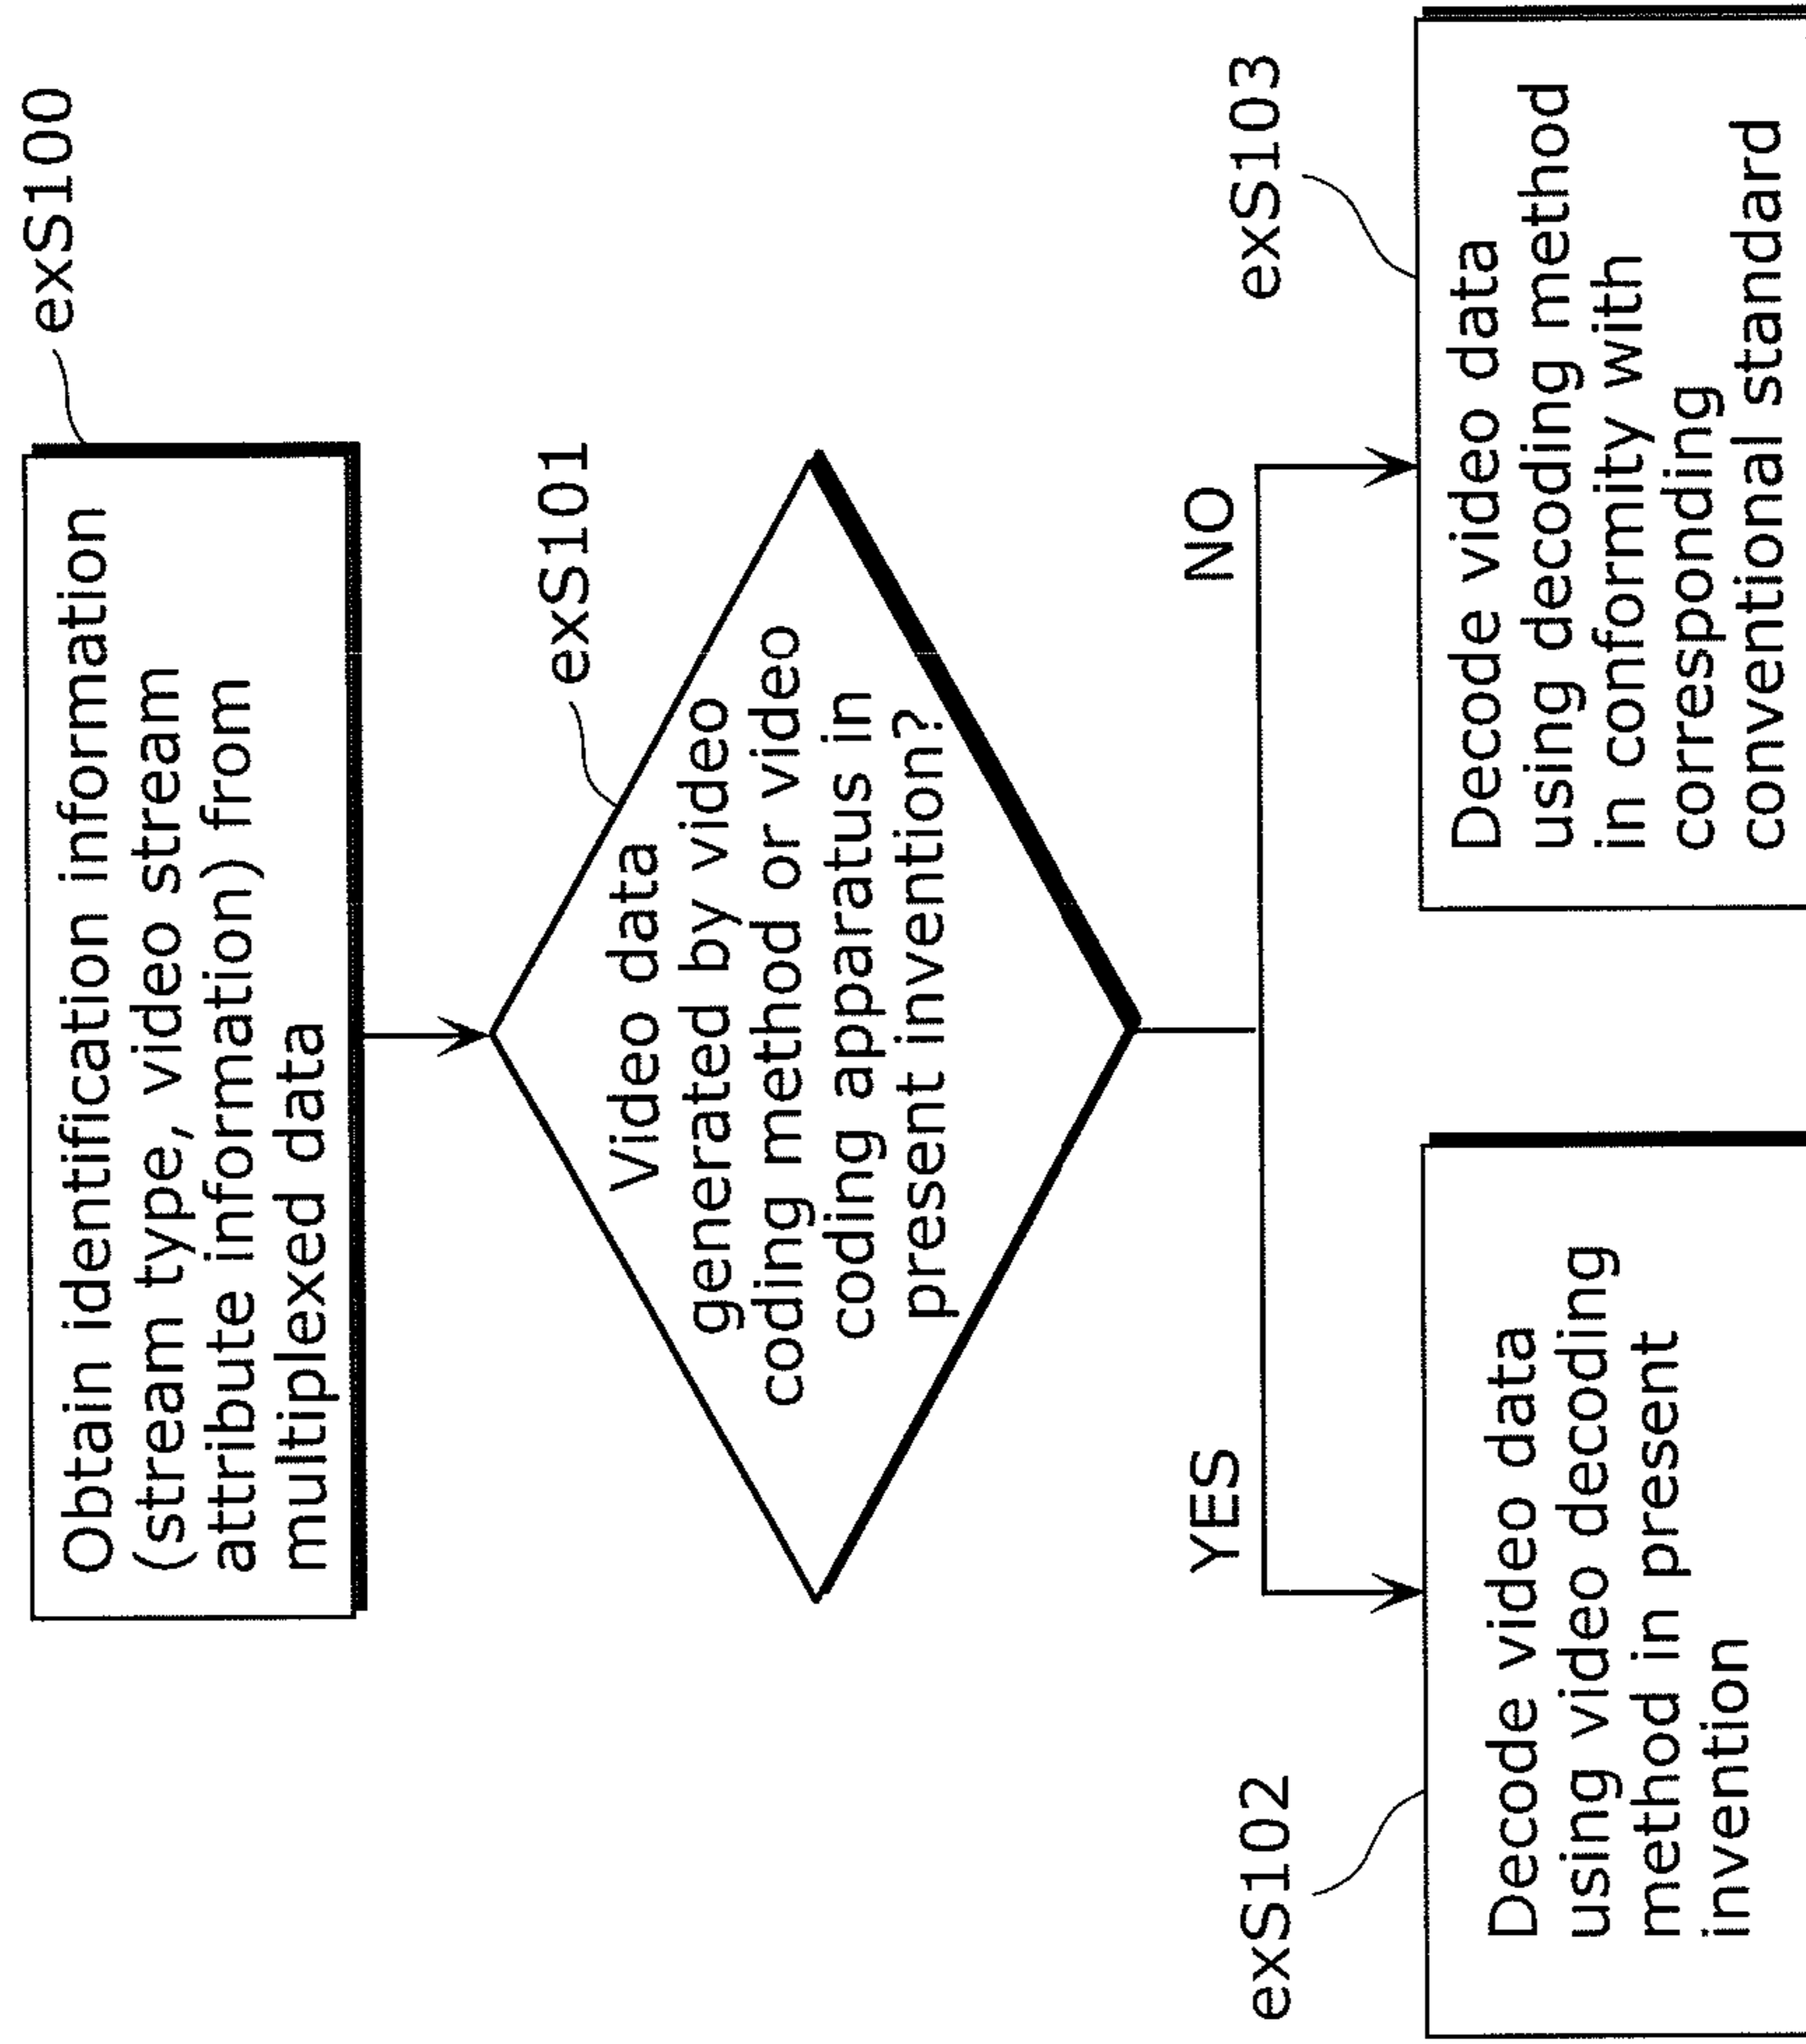 exS100
Obtain identification information
(stream type, video stream
attribute information) from
multiplexed data
exS101
Video data
generated by video
coding method or video
coding apparatus in
present invention?
YES
NO
exS102
Decode video data
using video decoding
method in present
invention
exS103
Decode video data
using decoding method
in conformity with
corresponding
conventional standard